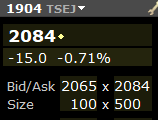 1904 TSEJ
2084
-15.0 -0.71%
Bid/Ask 2065 x 2084
Size 100 x 500